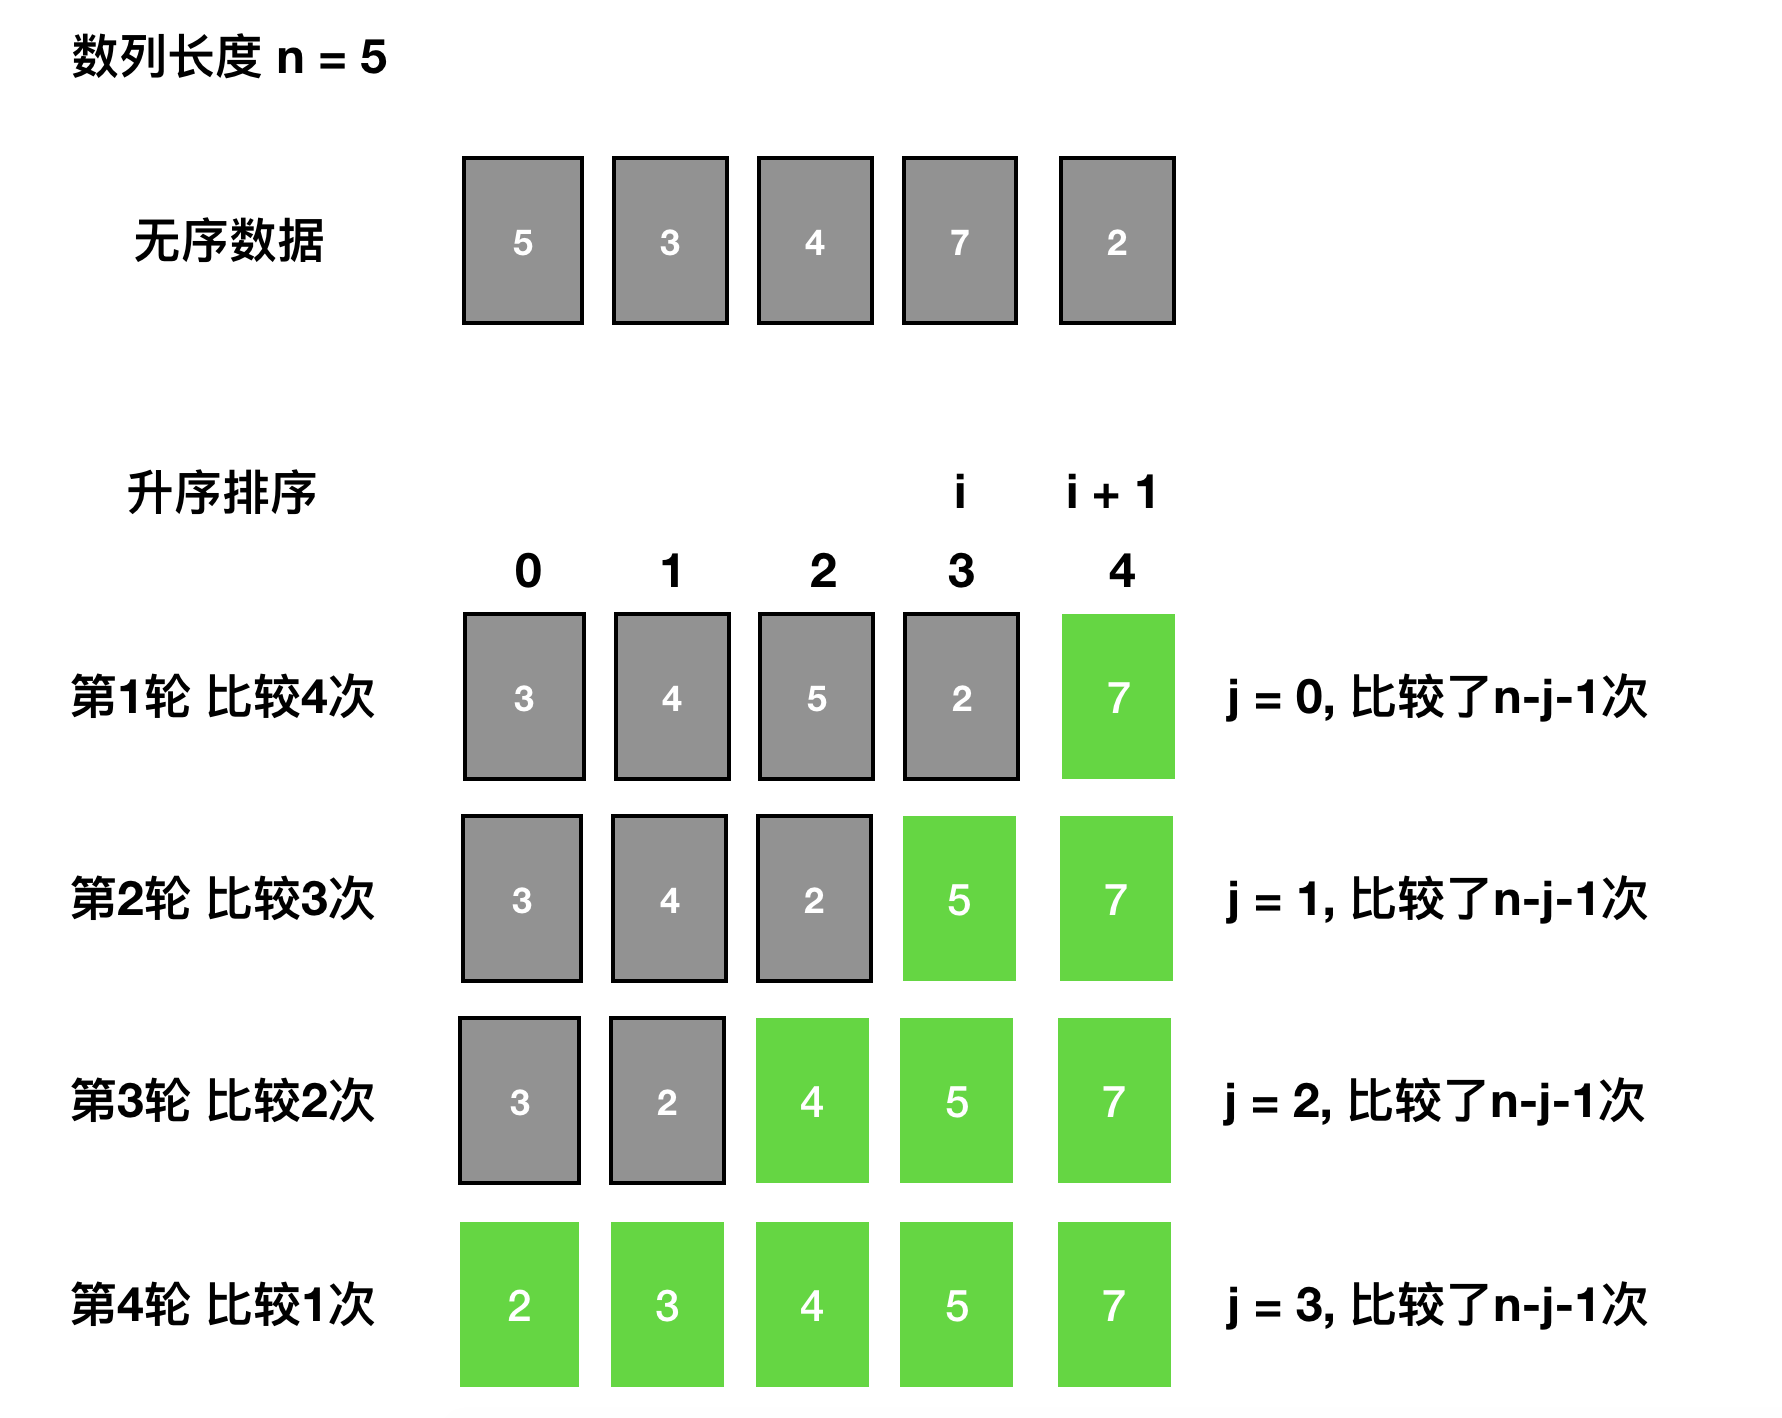 数列长度 n = 5
无序数据 5 3 4 7 2
升序排序 i i + 1
0 1 2 3 4
第1轮 比较4次 3 4 5 2 7 j = 0, 比较了n-j-1次
第2轮 比较3次 3 4 2 5 7 j = 1, 比较了n-j-1次
第3轮 比较2次 3 2 4 5 7 j = 2, 比较了n-j-1次
第4轮 比较1次 2 3 4 5 7 j = 3, 比较了n-j-1次